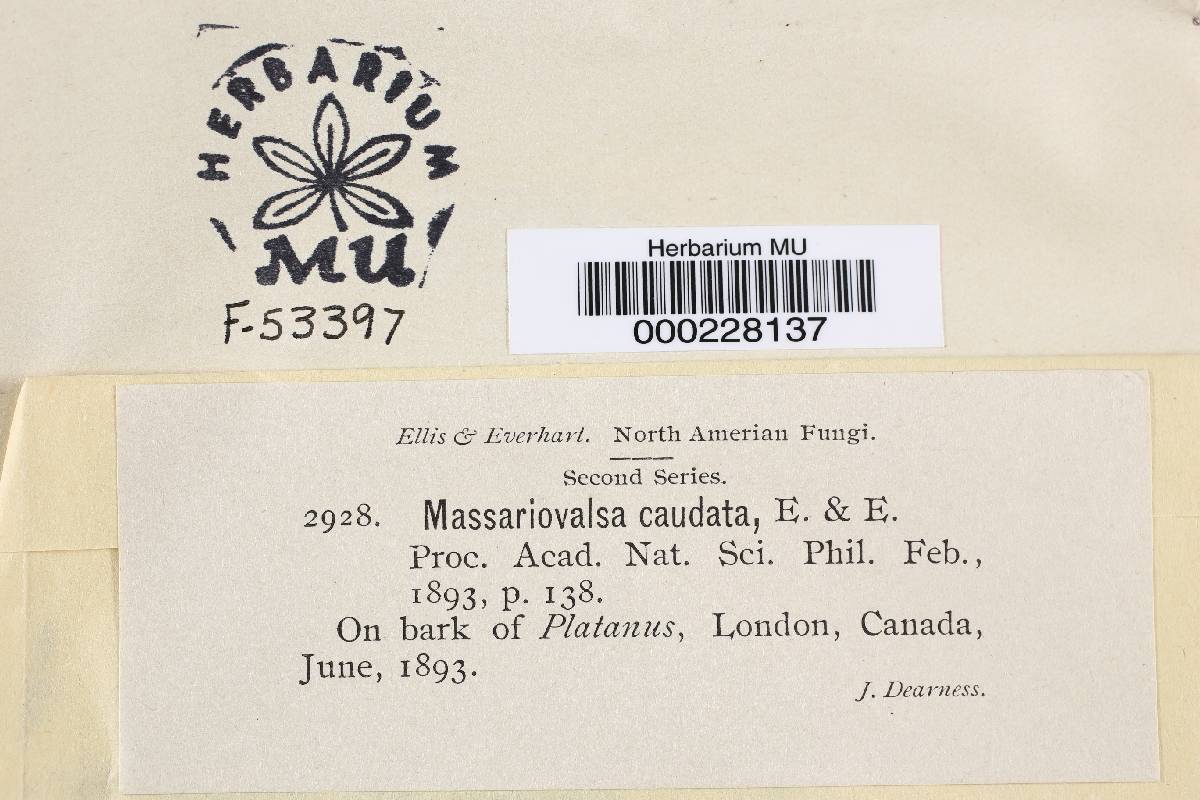 HERBARIUM
MU
F-53397
Herbarium MU
000228137
Ellis & Everhart. North Amerian Fungi.
Second Series.
2928. Massariovalsa caudata, E. & E.
Proc. Acad. Nat. Sci. Phil. Feb.,
1893, p. 138.
On bark of Platanus, London, Canada,
June, 1893.
J. Dearness.